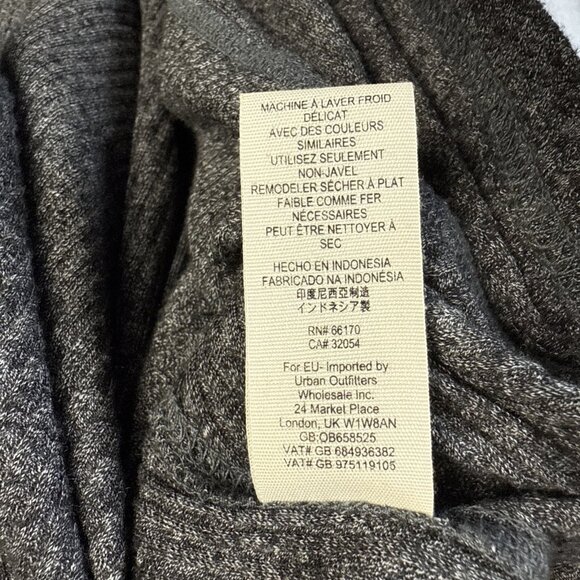 MACHINE À LAVER FROID
DÉLICAT
AVEC DES COULEURS
SIMILAIRES
UTILISEZ SEULEMENT
NON-JAVEL
REMODELER SÉCHER À PLAT
FAIBLE COMME FER
NÉCESSAIRES
PEUT ÊTRE NETTOYER À
SEC
HECHO EN INDONESIA
FABRICADO NA INDONÉSIA
印度尼西亞制造
インドネシア製
RN# 66170
CA# 32054
For EU- Imported by
Urban Outfitters
Wholesale Inc.
24 Market Place
London, UK W1W8AN
GB:QB658525
VAT# GB 684936382
VAT# GB 975119105